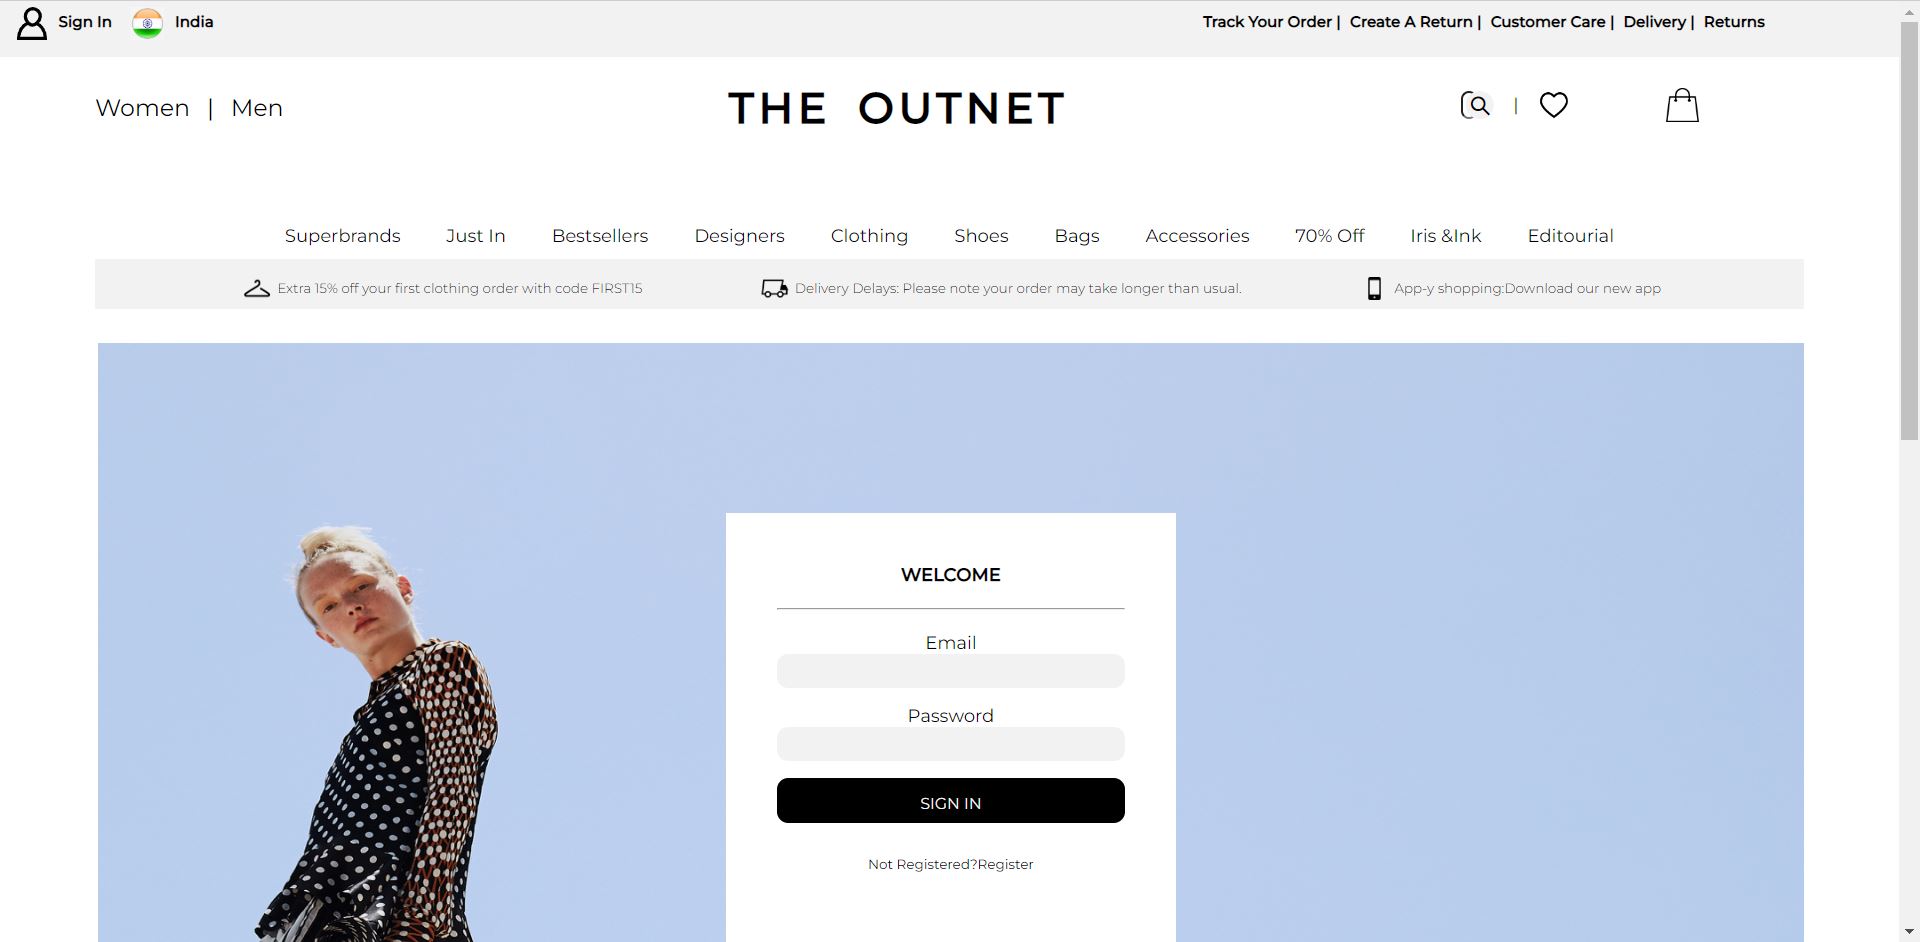 Sign In India Track Your Order | Create A Return | Customer Care | Delivery | Returns
Women | Men THE OUTNET |
Superbrands Just In Bestsellers Designers Clothing Shoes Bags Accessories 70% Off Iris &Ink Editourial
Extra 15% off your first clothing order with code FIRST15 Delivery Delays: Please note your order may take longer than usual. App-y shopping:Download our new app
WELCOME
Email
Password
SIGN IN
Not Registered?Register